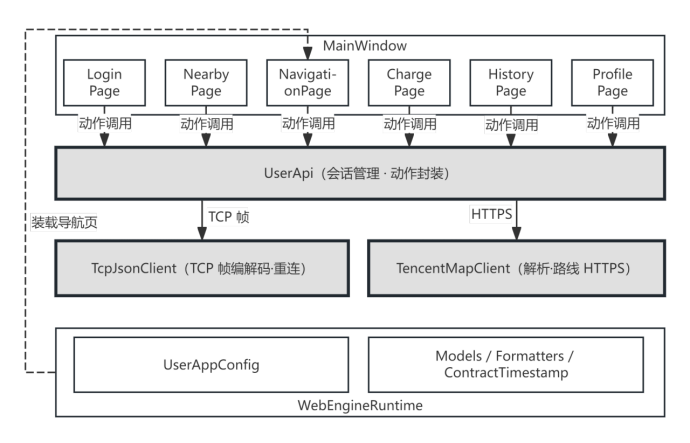 MainWindow
Login
Page
Nearby
Page
Navigati-
onPage
Charge
Page
History
Page
Profile
Page
动作调用
动作调用
动作调用
动作调用
动作调用
动作调用
UserApi（会话管理 · 动作封装）
装载导航页
TCP 帧
HTTPS
TcpJsonClient（TCP 帧编解码·重连）
TencentMapClient（解析·路线 HTTPS）
UserAppConfig
Models / Formatters /
ContractTimestamp
WebEngineRuntime